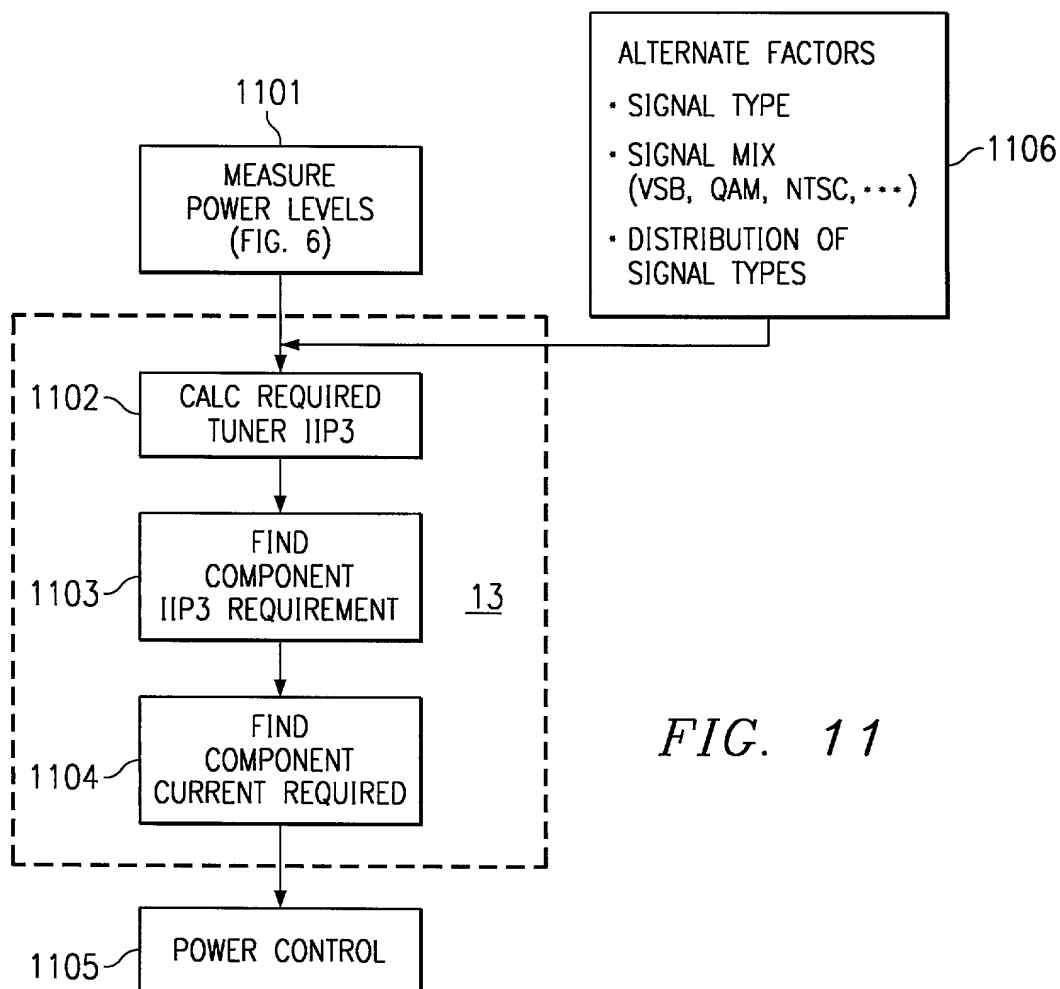 1101
MEASURE
POWER LEVELS
(FIG. 6)
ALTERNATE FACTORS
• SIGNAL TYPE
• SIGNAL MIX
(VSB, QAM, NTSC, •••)
• DISTRIBUTION OF
SIGNAL TYPES
1106
1102
CALC REQUIRED
TUNER IIP3
1103
FIND
COMPONENT
IIP3 REQUIREMENT
13
1104
FIND
COMPONENT
CURRENT REQUIRED
FIG. 11
1105
POWER CONTROL